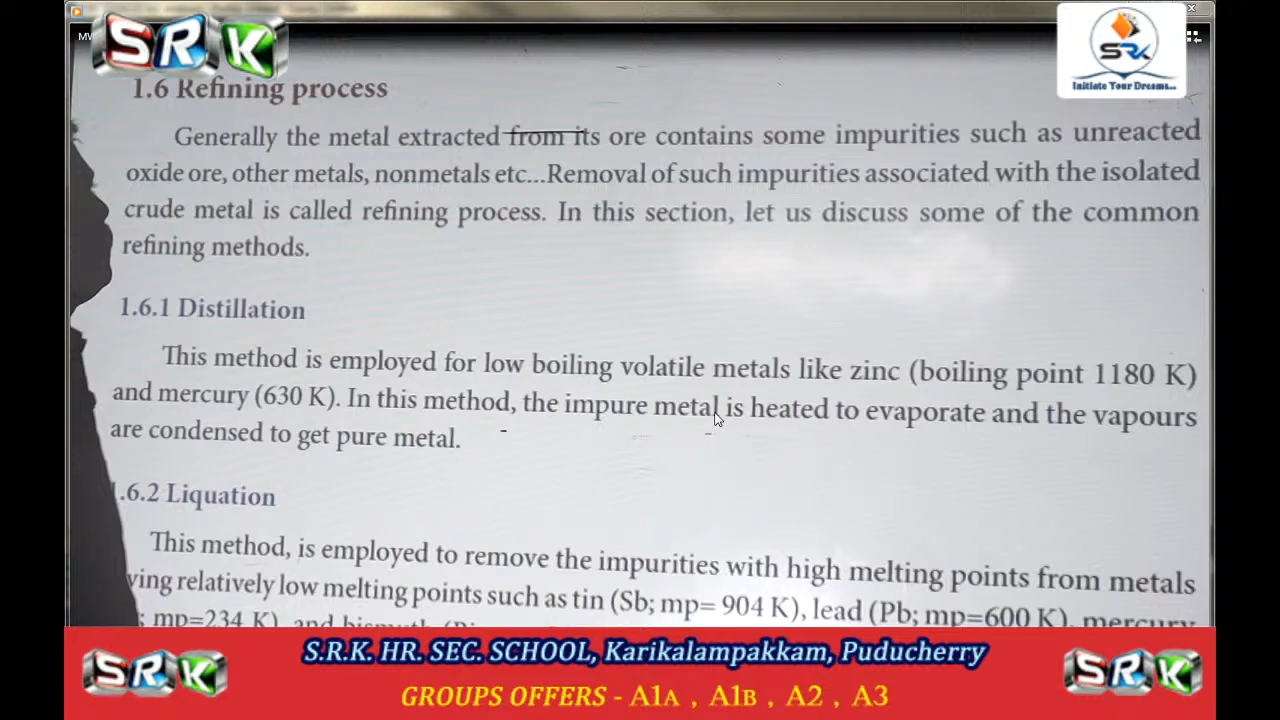 MW
SRK
SRK
Initiate Your Dreams...
1.6 Refining process
Generally the metal extracted from its ore contains some impurities such as unreacted
oxide ore, other metals, nonmetals etc...Removal of such impurities associated with the isolated
crude metal is called refining process. In this section, let us discuss some of the common
refining methods.
1.6.1 Distillation
This method is employed for low boiling volatile metals like zinc (boiling point 1180 K)
and mercury (630 K). In this method, the impure metal is heated to evaporate and the vapours
are condensed to get pure metal.
.6.2 Liquation
This method, is employed to remove the impurities with high melting points from metals
ving relatively low melting points such as tin (Sb; mp= 904 K), lead (Pb; mp=600 K), mercury
; mp=234 K), and bismuth
SRK
S.R.K. HR. SEC. SCHOOL, Karikalampakkam, Puducherry
GROUPS OFFERS - A1A , A1B , A2 , A3
SRK